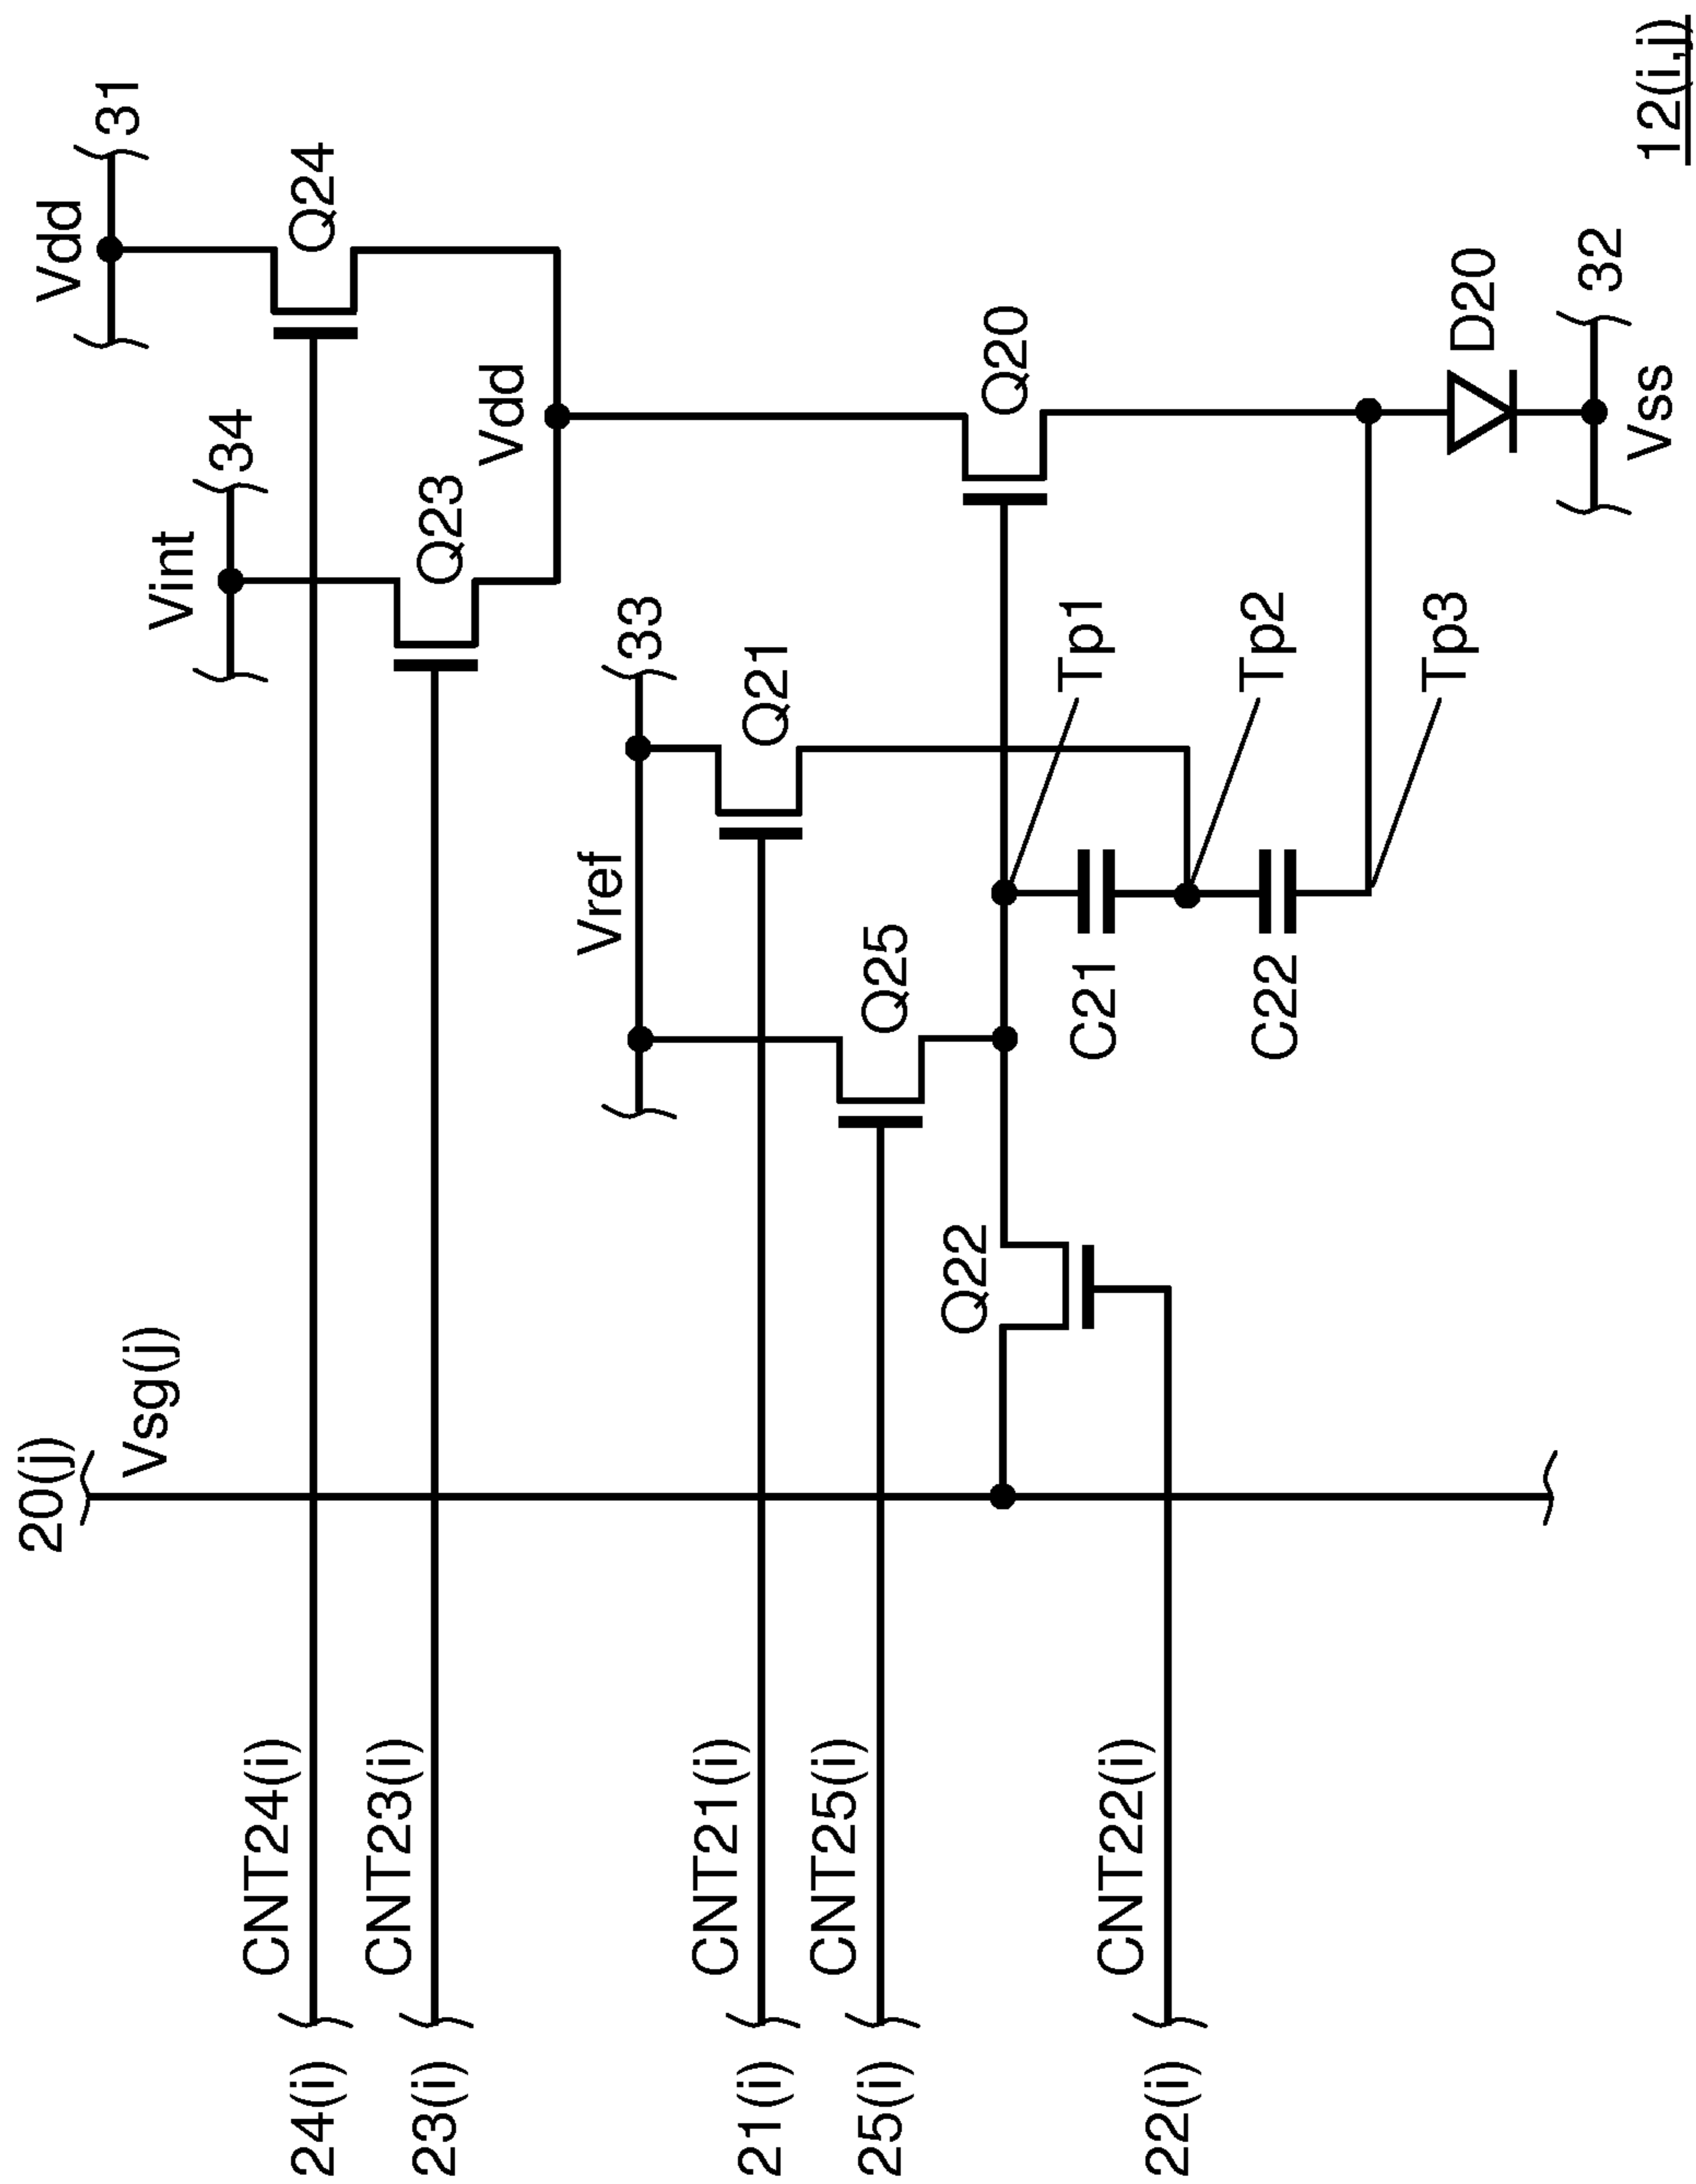 20(j)
Vsg(j)
Vdd
31
Vint
34
24(i)
CNT24(i)
Q24
23(i)
CNT23(i)
Q23
Vdd
Vref
33
21(i)
CNT21(i)
Q21
25(i)
CNT25(i)
Q25
Q22
Q20
22(i)
CNT22(i)
C21
Tp1
C22
Tp2
Tp3
D20
32
Vss
12(i,j)